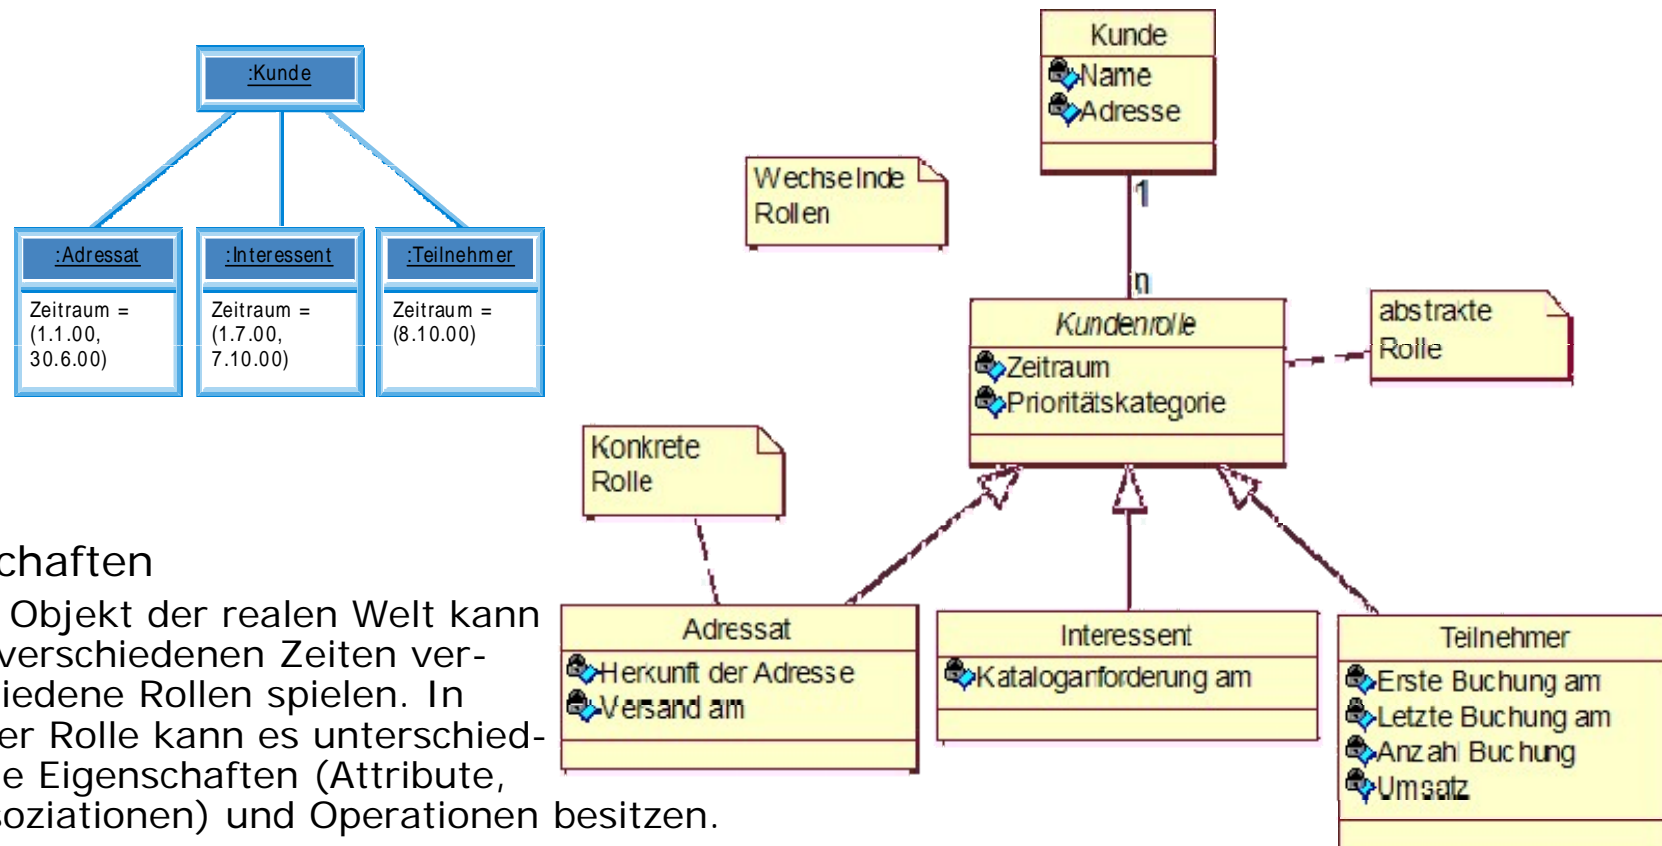 :Kunde
:Adressat
Zeitraum =
(1.1.00,
30.6.00)
:Interessent
Zeitraum =
(1.7.00,
7.10.00)
:Teilnehmer
Zeitraum =
(8.10.00)
Kunde
Name
Adresse
1
n
Wechselnde
Rollen
Kundenrolle
Zeitraum
Prioritätskategorie
abstrakte
Rolle
Konkrete
Rolle
Adressat
Herkunft der Adresse
Versand am
Interessent
Kataloganforderung am
Teilnehmer
Erste Buchung am
Letzte Buchung am
Anzahl Buchung
Umsatz
chaften
Objekt der realen Welt kann
verschiedenen Zeiten ver-
iedene Rollen spielen. In
er Rolle kann es unterschied-
e Eigenschaften (Attribute,
soziationen) und Operationen besitzen.